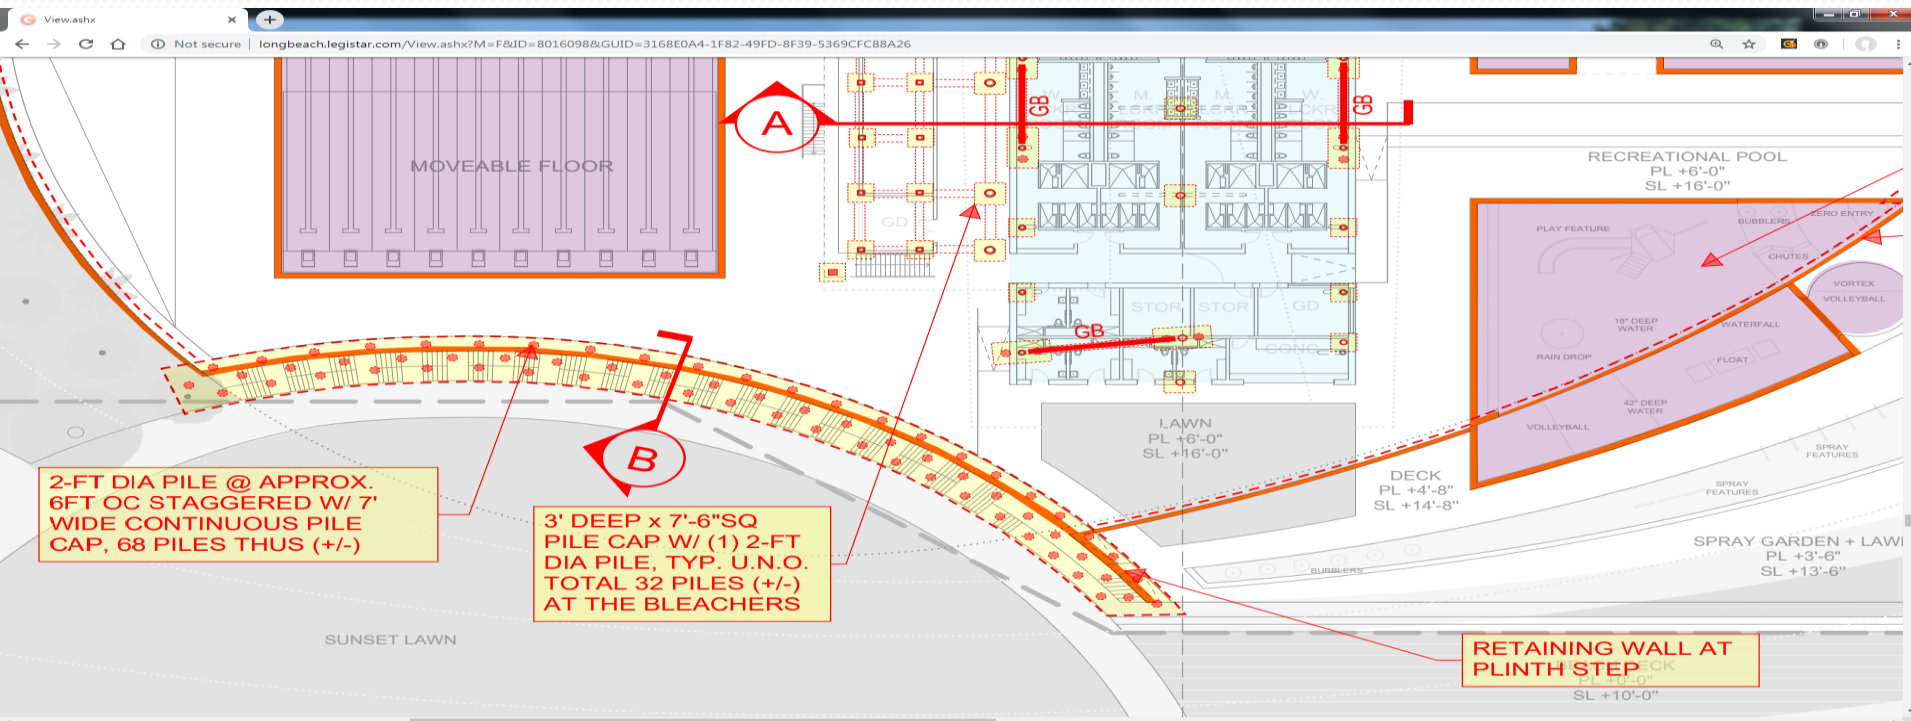 View.ashx
Not secure
longbeach.legistar.com/View.ashx?M=F&ID=8016098&GUID=3168E0A4-1F82-49FD-8F39-5369CFC88A26
MOVEABLE FLOOR
A
GB
GB
W.
M.
M.
W.
GD
RECREATIONAL POOL
PL +6'-0"
SL +16'-0"
ZERO ENTRY
BUBBLERS
PLAY FEATURE
CHUTES
VORTEX
VOLLEYBALL
18" DEEP
WATER
WATERFALL
RAIN DROP
FLOAT
42" DEEP
WATER
VOLLEYBALL
STOR
STOR
GD
GB
CONC
B
LAWN
PL +6'-0"
SL +16'-0"
DECK
PL +4'-8"
SL +14'-8"
SPRAY
FEATURES
SPRAY
FEATURES
2-FT DIA PILE @ APPROX.
6FT OC STAGGERED W/ 7'
WIDE CONTINUOUS PILE
CAP, 68 PILES THUS (+/-)
3' DEEP x 7'-6"SQ
PILE CAP W/ (1) 2-FT
DIA PILE, TYP. U.N.O.
TOTAL 32 PILES (+/-)
AT THE BLEACHERS
BUBBLERS
SPRAY GARDEN + LAW
PL +3'-6"
SL +13'-6"
SUNSET LAWN
RETAINING WALL AT
PLINTH STEP
PL +0'-0"
SL +10'-0"